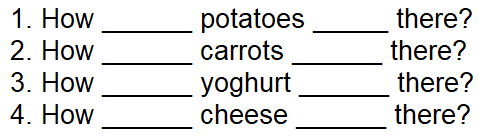 1. How ______ potatoes _____ there?
2. How ______ carrots ______ there?
3. How ______ yoghurt ______ there?
4. How ______ cheese ______ there?